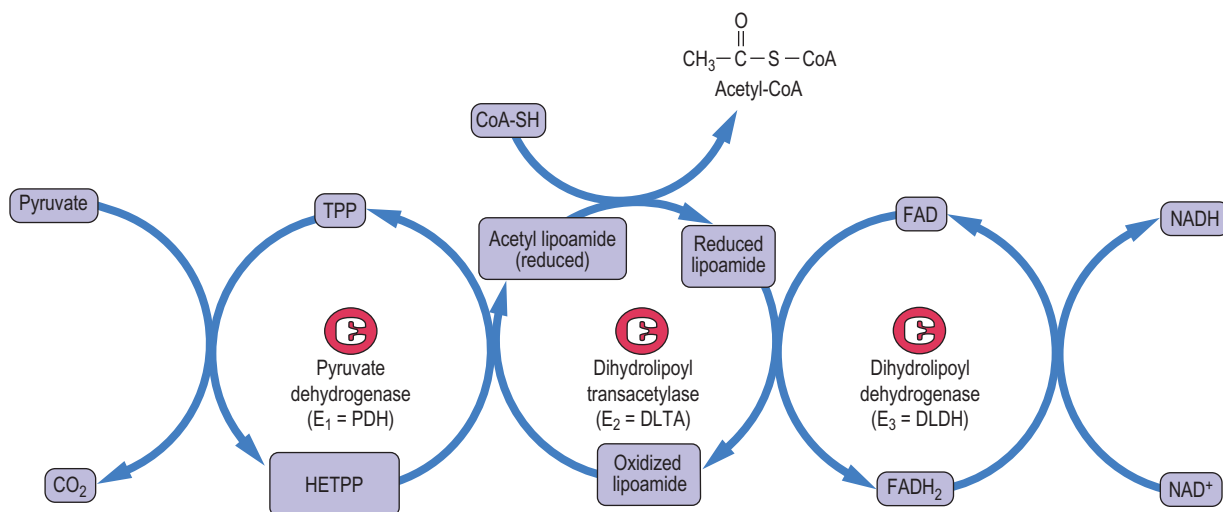 O
CH₃ – C – S – CoA
Acetyl-CoA
CoA-SH
Pyruvate
TPP
Acetyl lipoamide
(reduced)
Reduced
lipoamide
FAD
NADH
Pyruvate
dehydrogenase
(E₁ = PDH)
Dihydrolipoyl
transacetylase
(E₂ = DLTA)
Dihydrolipoyl
dehydrogenase
(E₃ = DLDH)
CO₂
HETPP
Oxidized
lipoamide
FADH₂
NAD⁺